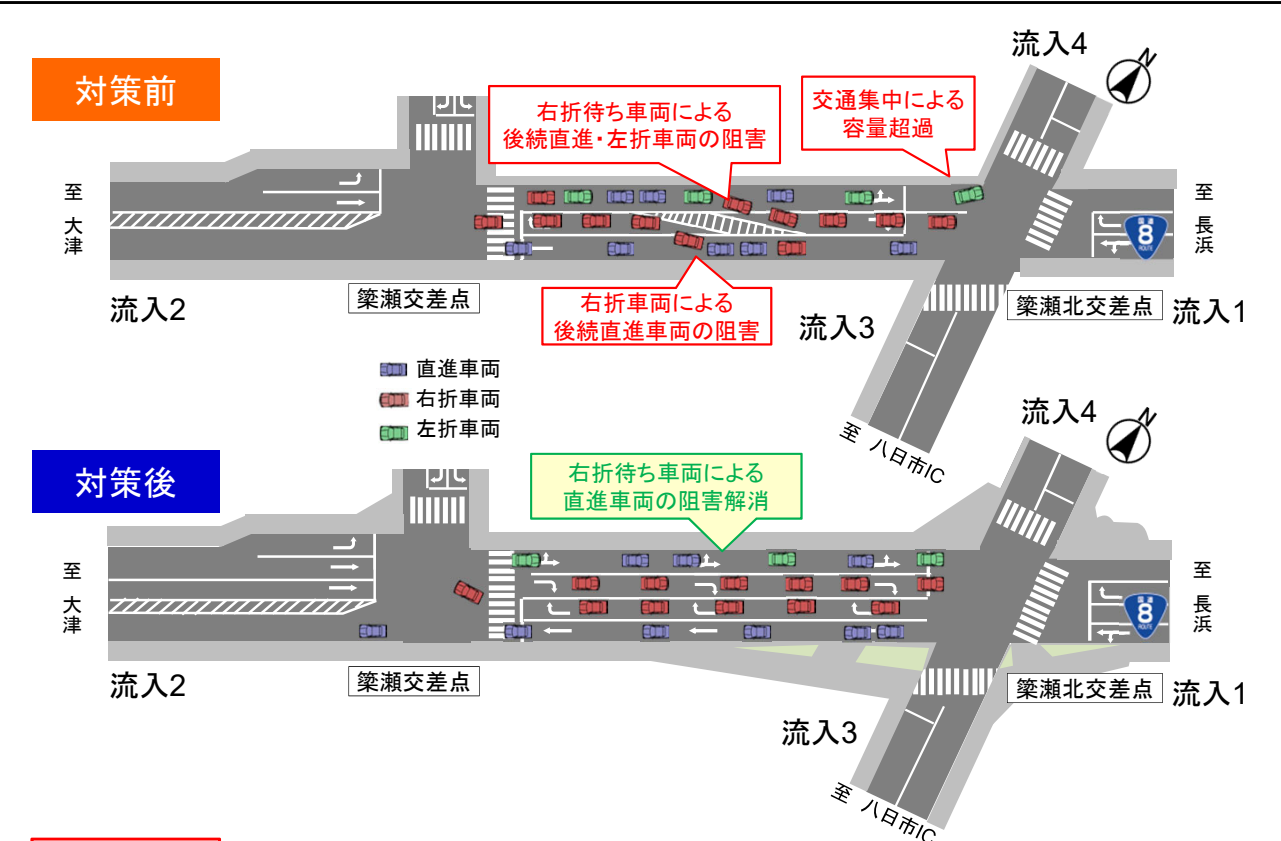 対策前
流入4
N
右折待ち車両による
後続直進・左折車両の阻害
交通集中による
容量超過
至 大津
至 長浜
国道
8
ROUTE
流入2
簗瀬交差点
右折車両による
後続直進車両の阻害
流入3
簗瀬北交差点
流入1
至 八日市IC
直進車両
右折車両
左折車両
対策後
流入4
N
右折待ち車両による
直進車両の阻害解消
至 大津
至 長浜
国道
8
ROUTE
流入2
簗瀬交差点
簗瀬北交差点
流入1
流入3
至 八日市IC